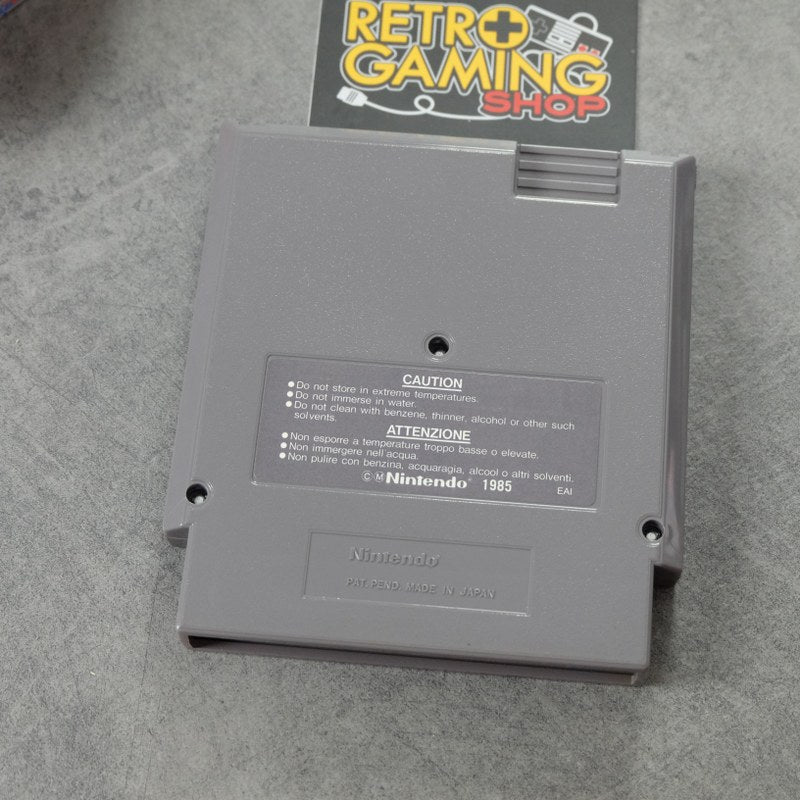 RETRO
GAMING
SHOP
CAUTION
● Do not store in extreme temperatures.
● Do not immerse in water.
● Do not clean with benzene, thinner, alcohol or other such
solvents.
ATTENZIONE
● Non esporre a temperature troppo basse o elevate.
● Non immergere nell'acqua.
● Non pulire con benzina, acquaragia, alcool o altri solventi.
©ⓂNintendo® 1985
EAI
Nintendo®
PAT. PEND. MADE IN JAPAN